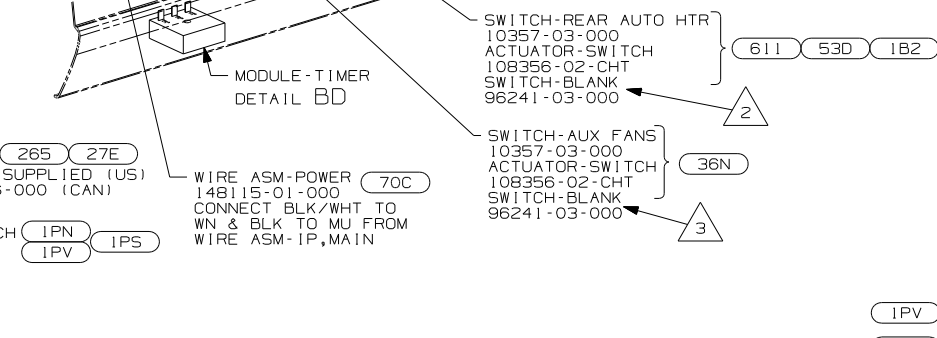 SWITCH-REAR AUTO HTR
10357-03-000
ACTUATOR-SWITCH
108356-02-CHT
SWITCH-BLANK
96241-03-000
611 53D 1B2
2
MODULE-TIMER
DETAIL BD
SWITCH-AUX FANS
10357-03-000
ACTUATOR-SWITCH
108356-02-CHT
SWITCH-BLANK
96241-03-000
36N
3
265 27E
SUPPLIED (US)
-000 (CAN)
WIRE ASM-POWER 70C
148115-01-000
CONNECT BLK/WHT TO
WN & BLK TO MU FROM
WIRE ASM-IP,MAIN
CH 1PN 1PS
1PV
1PV